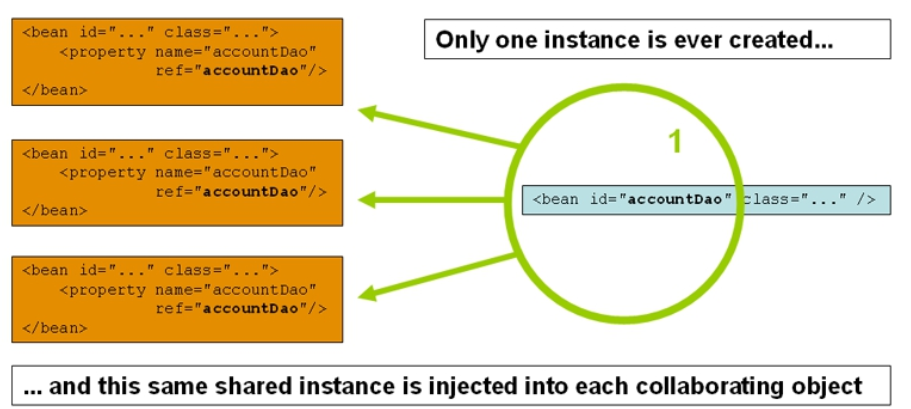 <bean id="..." class="...">
<property name="accountDao"
ref="accountDao"/>
</bean>
Only one instance is ever created...
1
<bean id="..." class="...">
<property name="accountDao"
ref="accountDao"/>
</bean>
<bean id="accountDao" class="..." />
<bean id="..." class="...">
<property name="accountDao"
ref="accountDao"/>
</bean>
... and this same shared instance is injected into each collaborating object